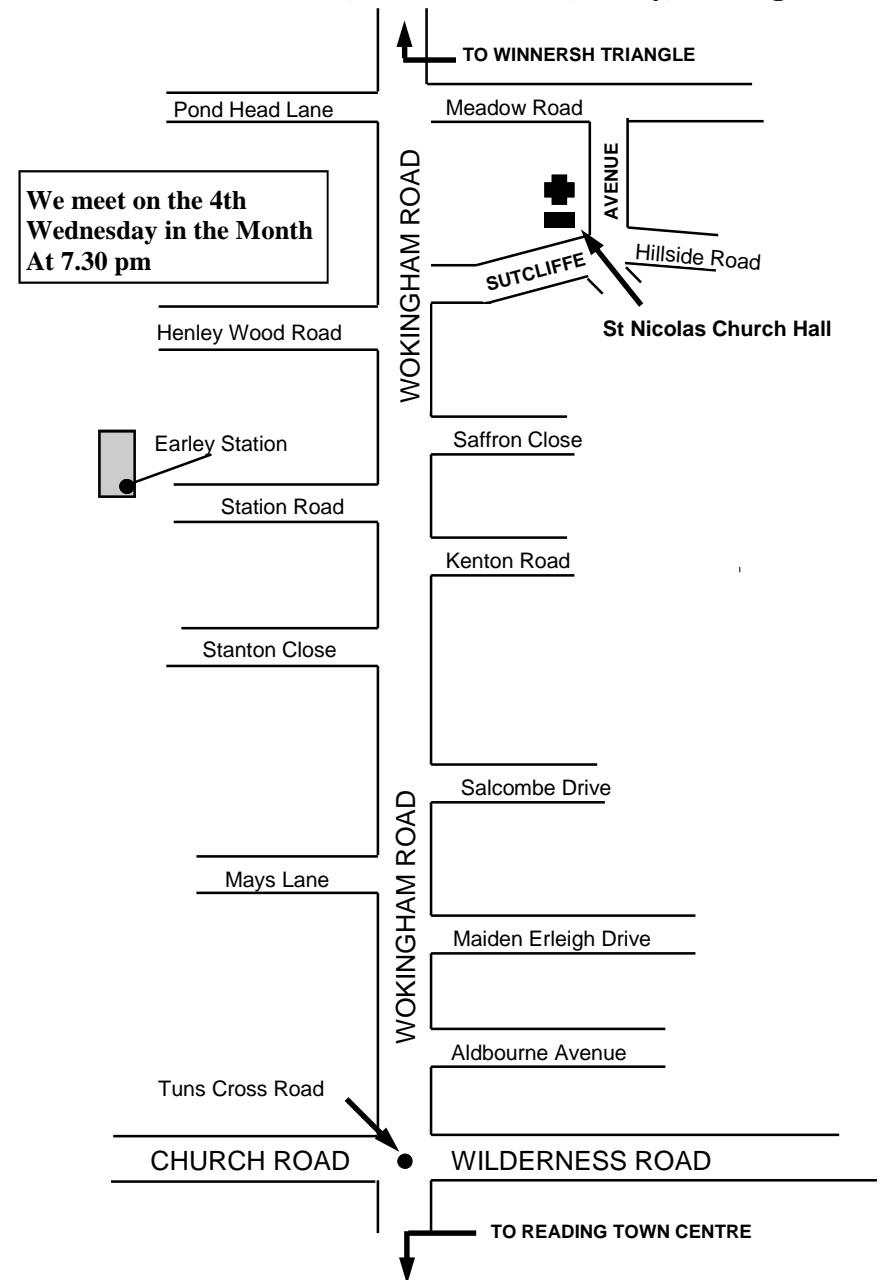 TO WINNERSH TRIANGLE
Pond Head Lane
Meadow Road
AVENUE
WOKINGHAM ROAD
We meet on the 4th
Wednesday in the Month
At 7.30 pm
SUTCLIFFE
Hillside Road
St Nicolas Church Hall
Henley Wood Road
Earley Station
Saffron Close
Station Road
Kenton Road
Stanton Close
Salcombe Drive
WOKINGHAM ROAD
Mays Lane
Maiden Erleigh Drive
Aldbourne Avenue
Tuns Cross Road
CHURCH ROAD
WILDERNESS ROAD
TO READING TOWN CENTRE